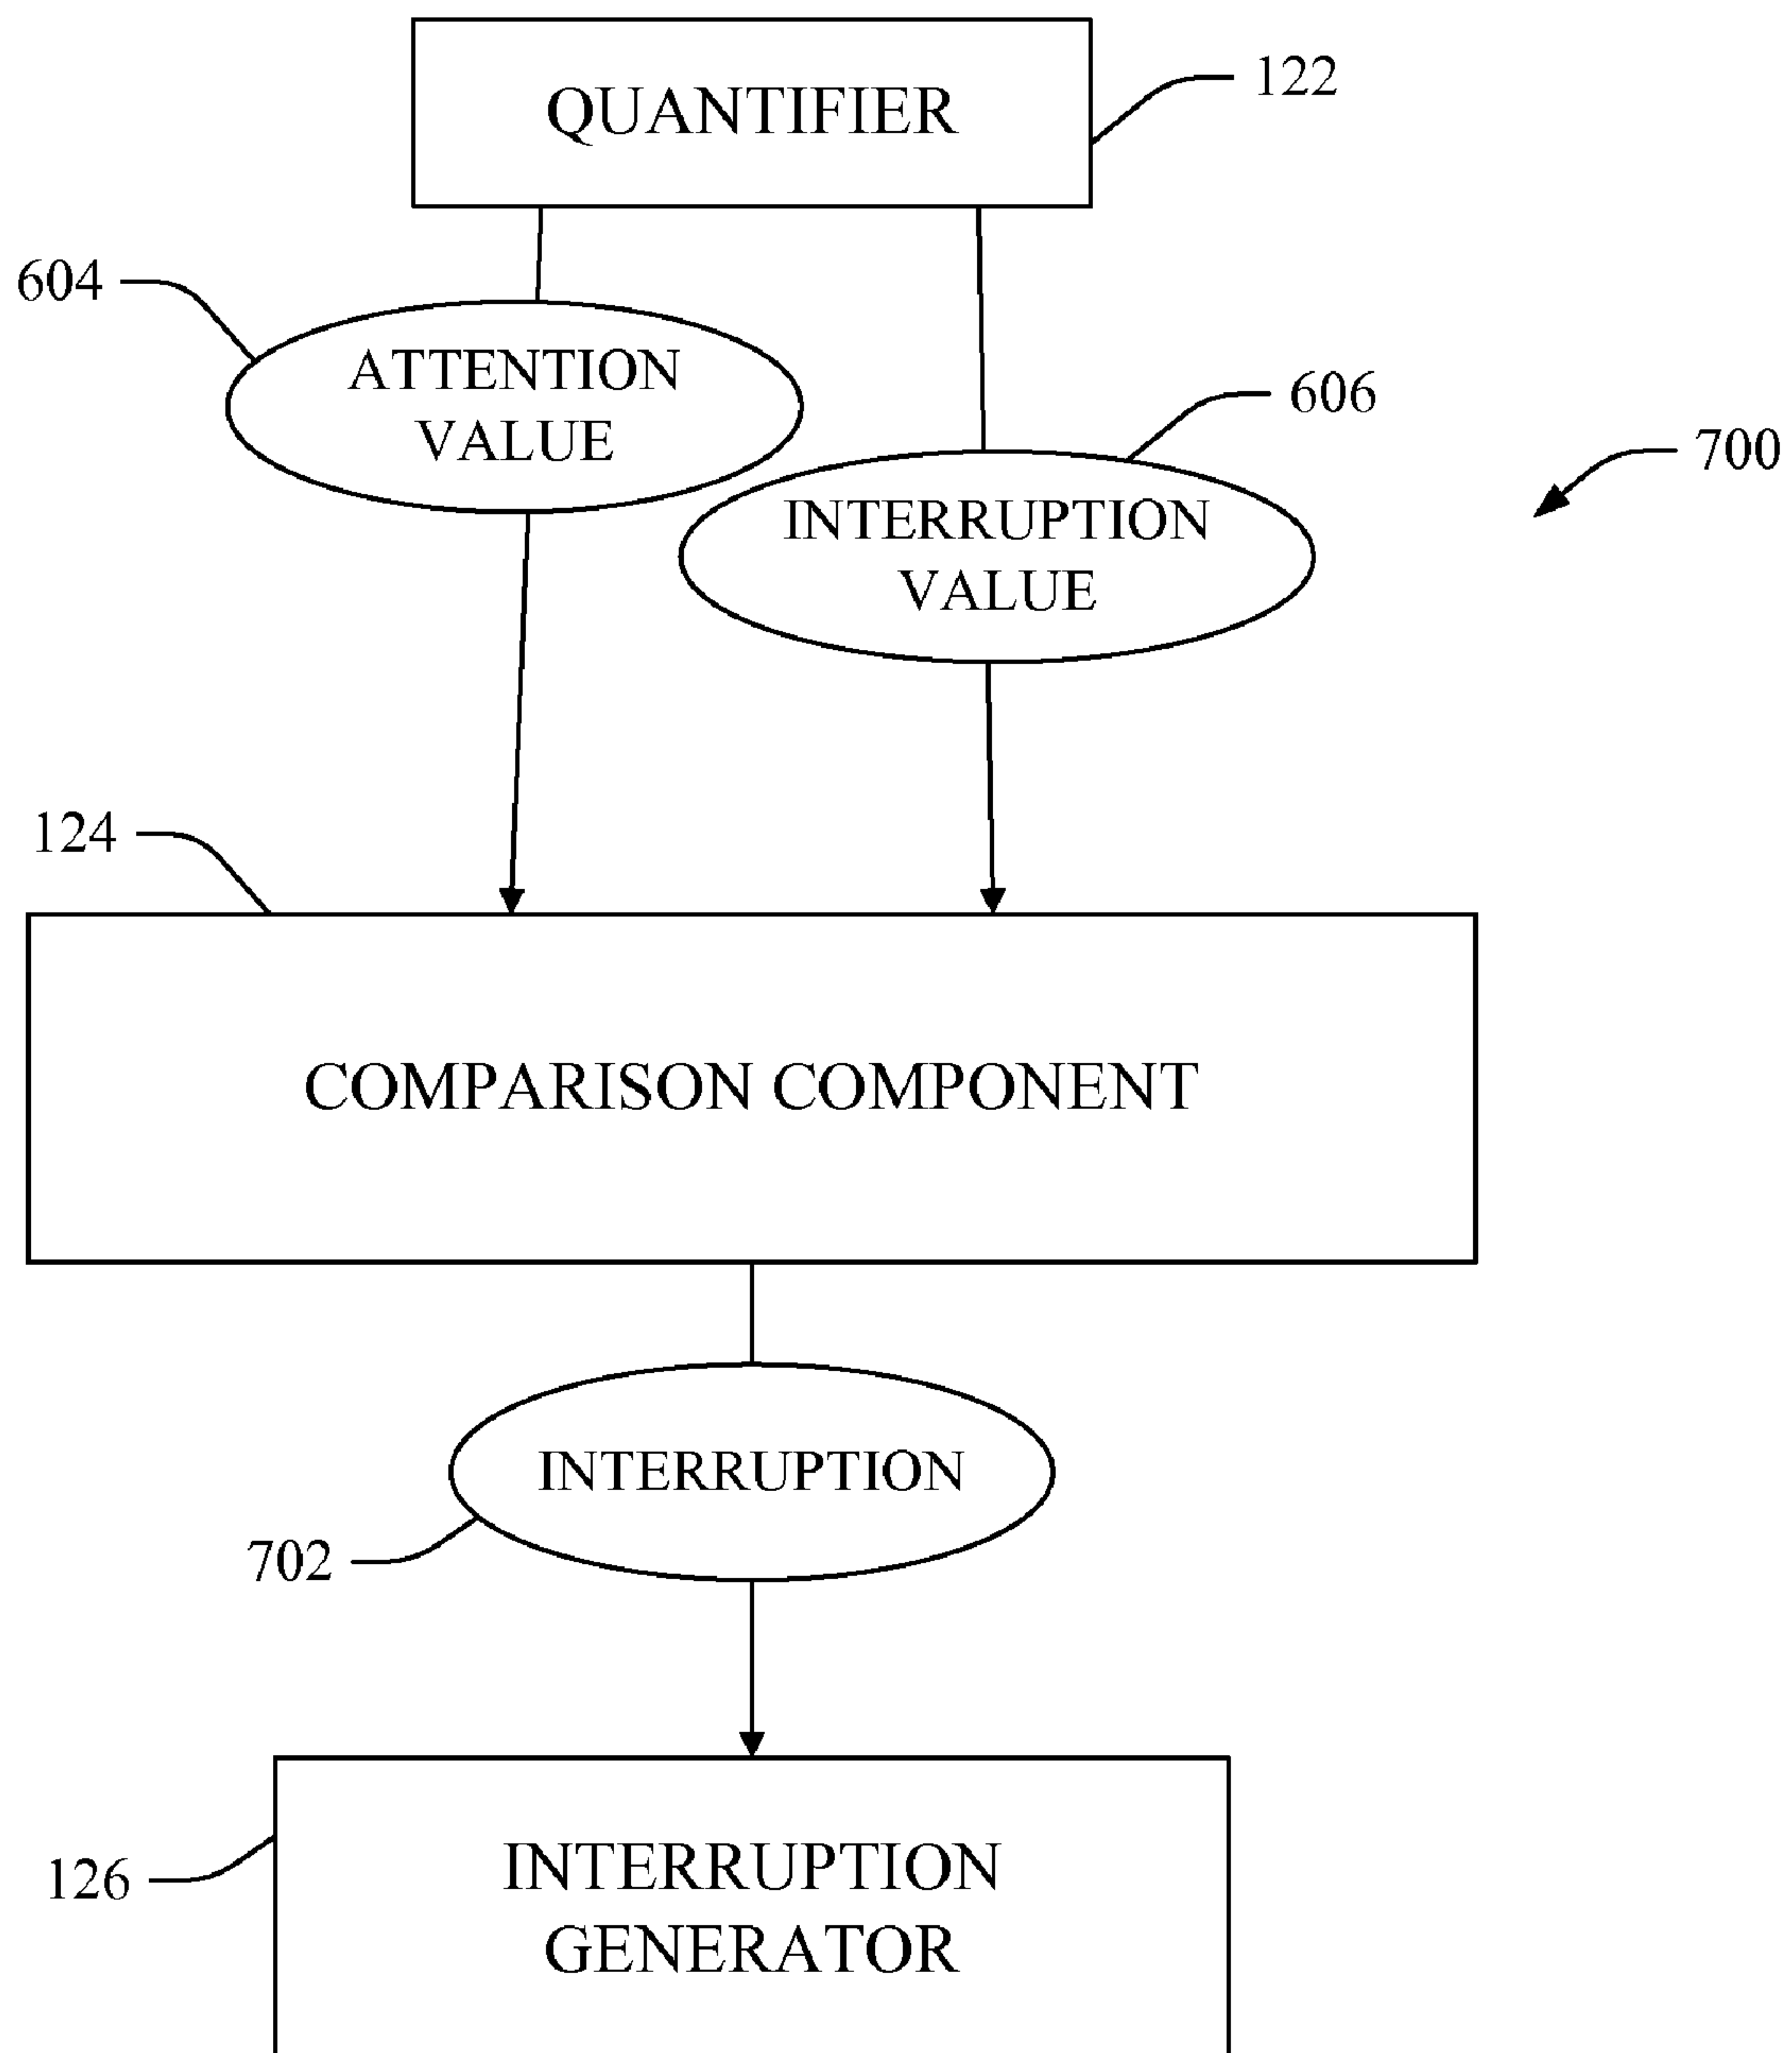 QUANTIFIER
122
604
ATTENTION
VALUE
606
INTERRUPTION
VALUE
700
124
COMPARISON COMPONENT
INTERRUPTION
702
126
INTERRUPTION
GENERATOR